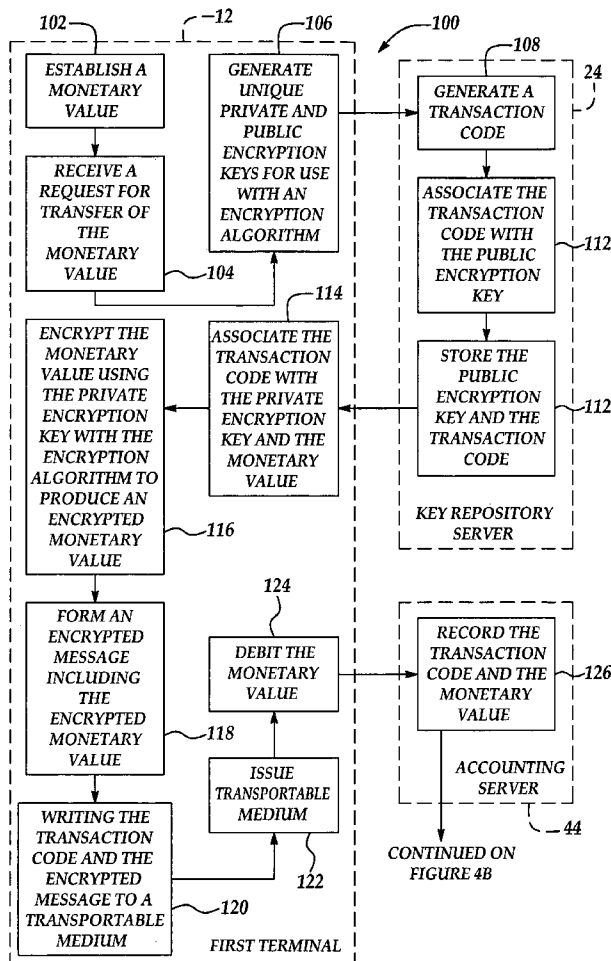 102
12
106
100
ESTABLISH A
MONETARY
VALUE
RECEIVE A
REQUEST FOR
TRANSFER OF
THE
MONETARY
VALUE
104
GENERATE
UNIQUE
PRIVATE AND
PUBLIC
ENCRYPTION
KEYS FOR USE
WITH AN
ENCRYPTION
ALGORITHM
108
24
GENERATE A
TRANSACTION
CODE
ASSOCIATE THE
TRANSACTION
CODE WITH
THE PUBLIC
ENCRYPTION
KEY
112
STORE THE
PUBLIC
ENCRYPTION
KEY AND THE
TRANSACTION
CODE
112
KEY REPOSITORY
SERVER
114
ASSOCIATE THE
TRANSACTION
CODE WITH
THE PRIVATE
ENCRYPTION
KEY AND THE
MONETARY
VALUE
ENCRYPT THE
MONETARY
VALUE USING
THE PRIVATE
ENCRYPTION
KEY WITH THE
ENCRYPTION
ALGORITHM TO
PRODUCE AN
ENCRYPTED
MONETARY
VALUE
116
FORM AN
ENCRYPTED
MESSAGE
INCLUDING
THE
ENCRYPTED
MONETARY
VALUE
118
WRITING THE
TRANSACTION
CODE AND THE
ENCRYPTED
MESSAGE TO A
TRANSPORTABLE
MEDIUM
120
ISSUE
TRANSPORTABLE
MEDIUM
122
124
DEBIT THE
MONETARY
VALUE
FIRST TERMINAL
RECORD THE
TRANSACTION
CODE AND THE
MONETARY
VALUE
126
ACCOUNTING
SERVER
44
CONTINUED ON
FIGURE 4B